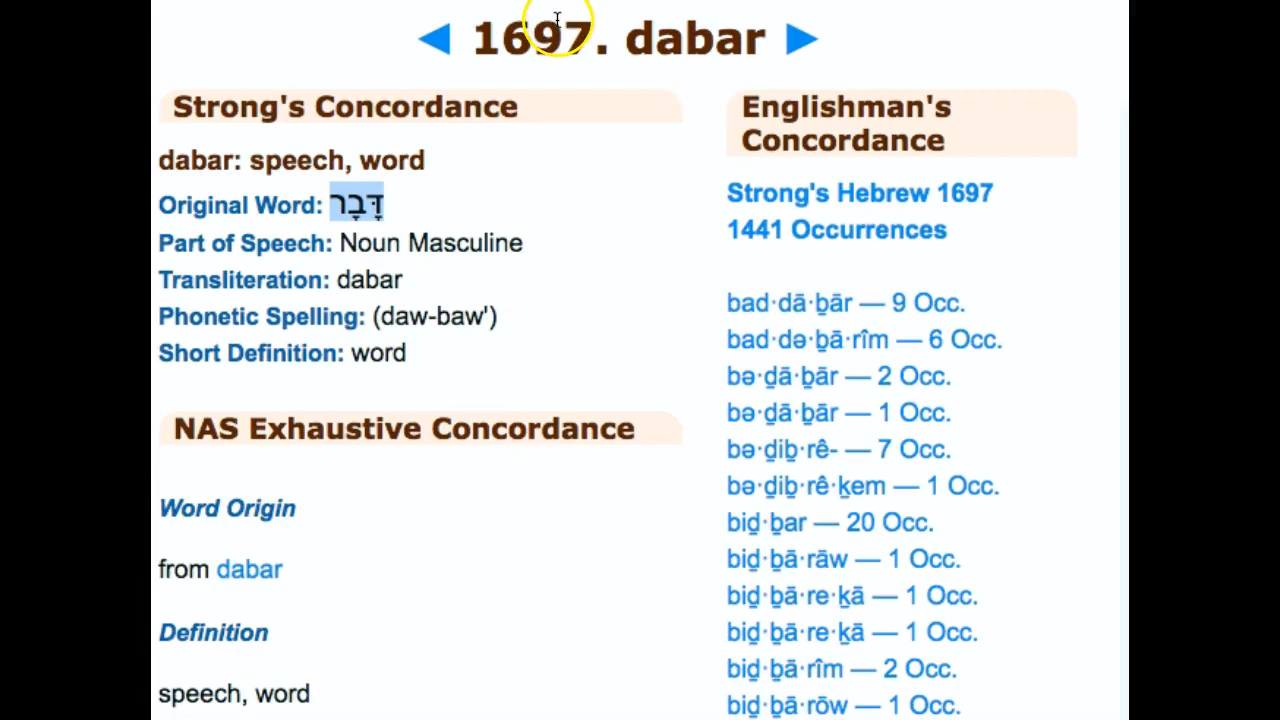 ◀ 1697. dabar ▶
Strong's Concordance
dabar: speech, word
Original Word: דָּבָר
Part of Speech: Noun Masculine
Transliteration: dabar
Phonetic Spelling: (daw-baw')
Short Definition: word
NAS Exhaustive Concordance
Word Origin
from dabar
Definition
speech, word
Englishman's
Concordance
Strong's Hebrew 1697
1441 Occurrences
bad·dā·ḇār — 9 Occ.
bad·də·ḇā·rîm — 6 Occ.
bə·ḏā·ḇār — 2 Occ.
bə·ḏā·ḇār — 1 Occ.
bə·ḏiḇ·rê- — 7 Occ.
bə·ḏiḇ·rê·ḵem — 1 Occ.
biḏ·ḇar — 20 Occ.
biḏ·ḇā·rāw — 1 Occ.
biḏ·ḇā·re·ḵā — 1 Occ.
biḏ·ḇā·re·ḵā — 1 Occ.
biḏ·ḇā·rîm — 2 Occ.
biḏ·ḇā·rōw — 1 Occ.